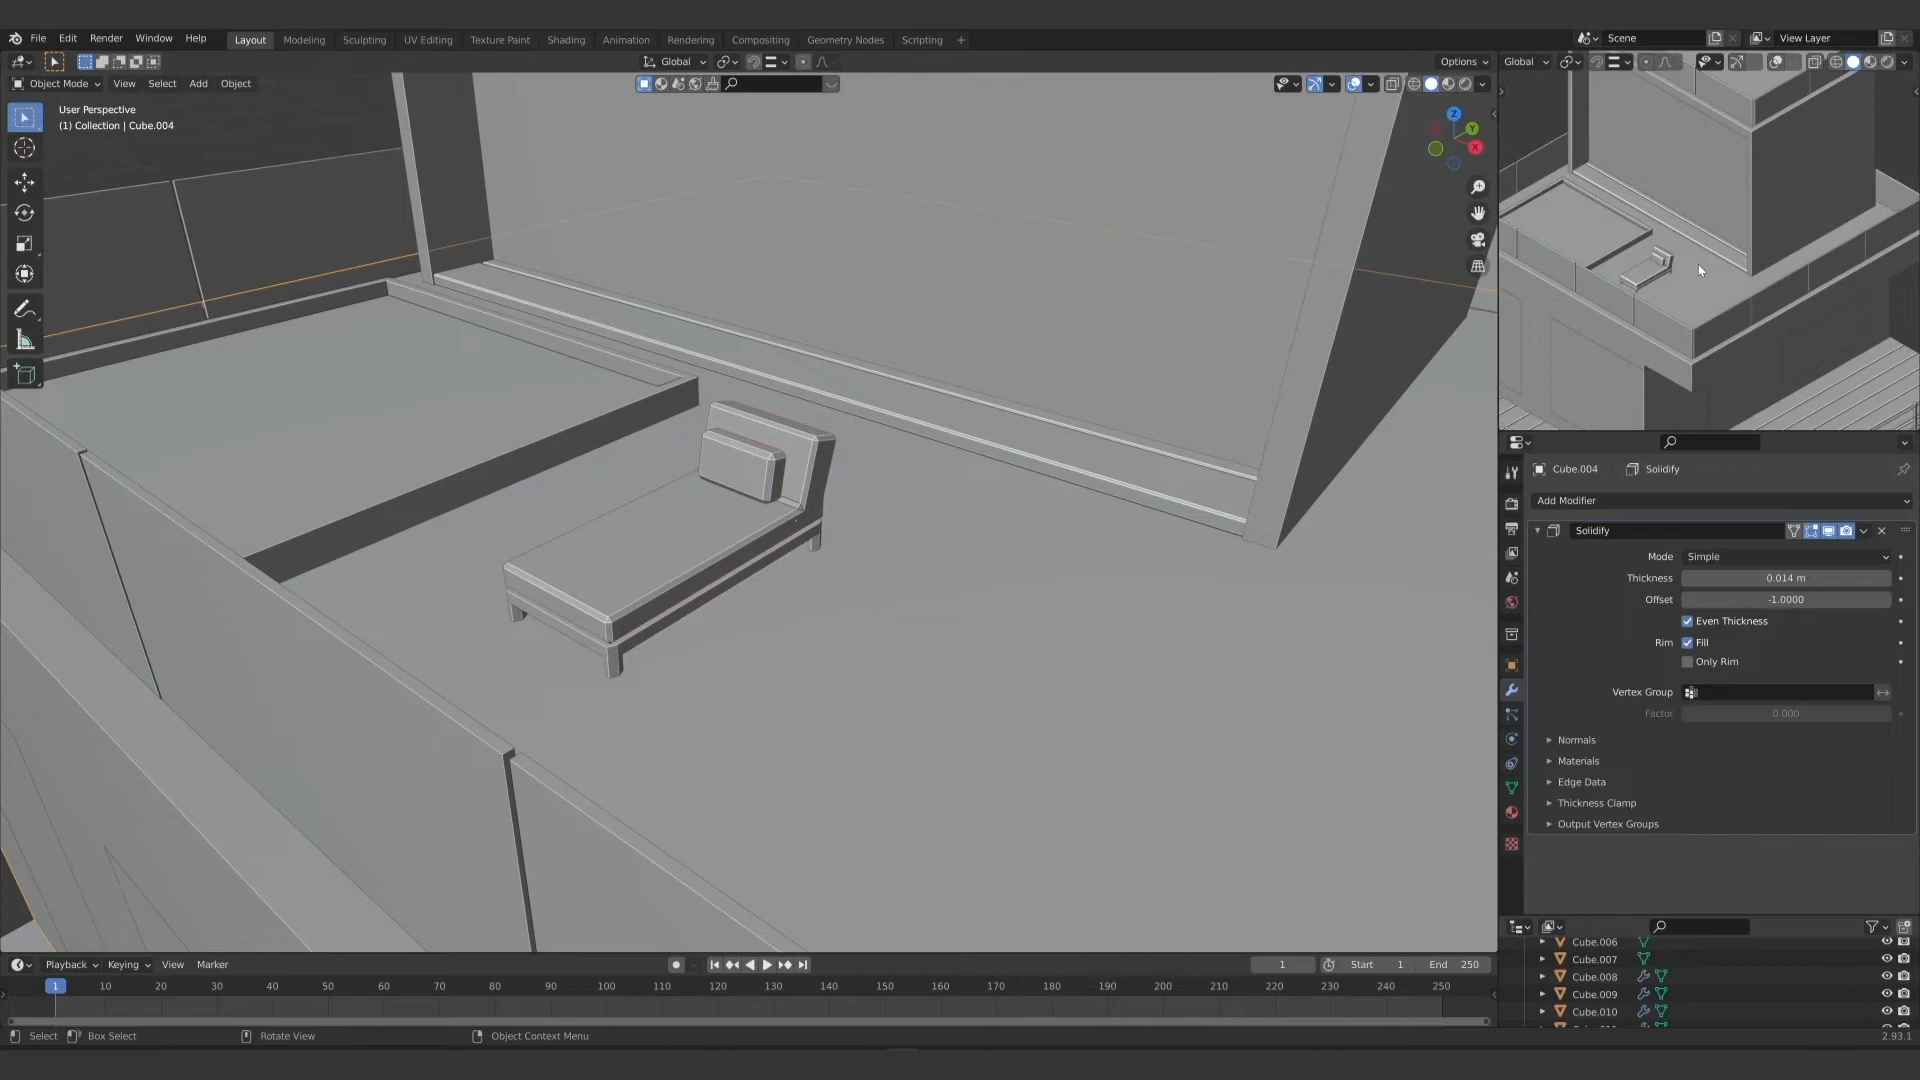 File Edit Render Window Help Layout Modeling Sculpting UV Editing Texture Paint Shading Animation Rendering Compositing Geometry Nodes Scripting + Scene View Layer
Global Options Global
Object Mode View Select Add Object
User Perspective
(1) Collection | Cube.004
Z
Y
X
Cube.004 Solidify
Add Modifier
Solidify
Mode Simple
Thickness 0.014 m
Offset -1.0000
Even Thickness
Rim Fill
Only Rim
Vertex Group
Factor 0.000
Normals
Materials
Edge Data
Thickness Clamp
Output Vertex Groups
Cube.006
Cube.007
Cube.008
Cube.009
Cube.010
Playback Keying View Marker 1 Start 1 End 250
1 10 20 30 40 50 60 70 80 90 100 110 120 130 140 150 160 170 180 190 200 210 220 230 240 250
Select Box Select Rotate View Object Context Menu 2.93.1